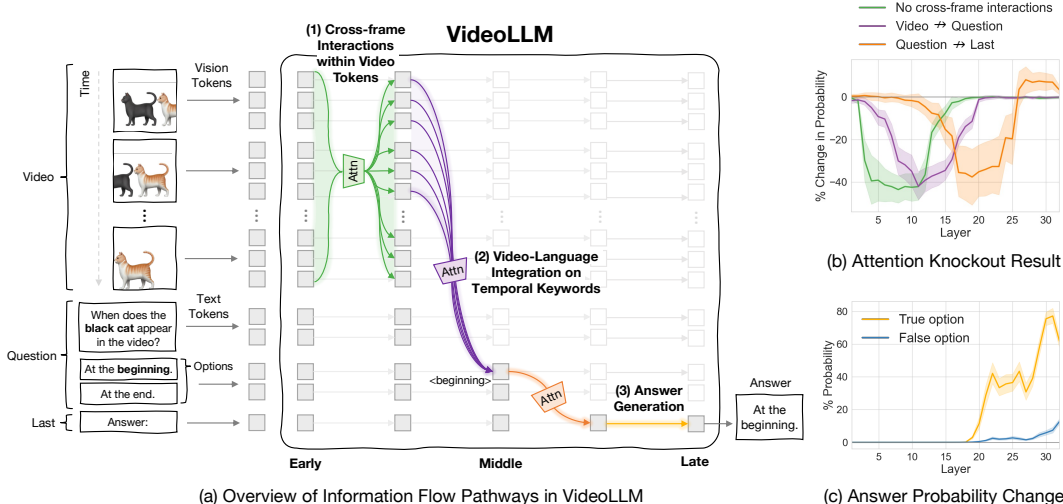 VideoLLM
Time
Video
Vision
Tokens
(1) Cross-frame
Interactions
within Video
Tokens
Attn
(2) Video-Language
Integration on
Temporal Keywords
Attn
Text
Tokens
Question
When does the
black cat appear
in the video?
At the beginning.
At the end.
Options
<beginning>
Attn
(3) Answer
Generation
Last
Answer:
Answer
At the
beginning.
Early
Middle
Late
(a) Overview of Information Flow Pathways in VideoLLM
No cross-frame interactions
Video ↛ Question
Question ↛ Last
% Change in Probability
0
−20
−40
5 10 15 20 25 30
Layer
(b) Attention Knockout Result
True option
False option
% Probability
80
60
40
20
0
5 10 15 20 25 30
Layer
(c) Answer Probability Change